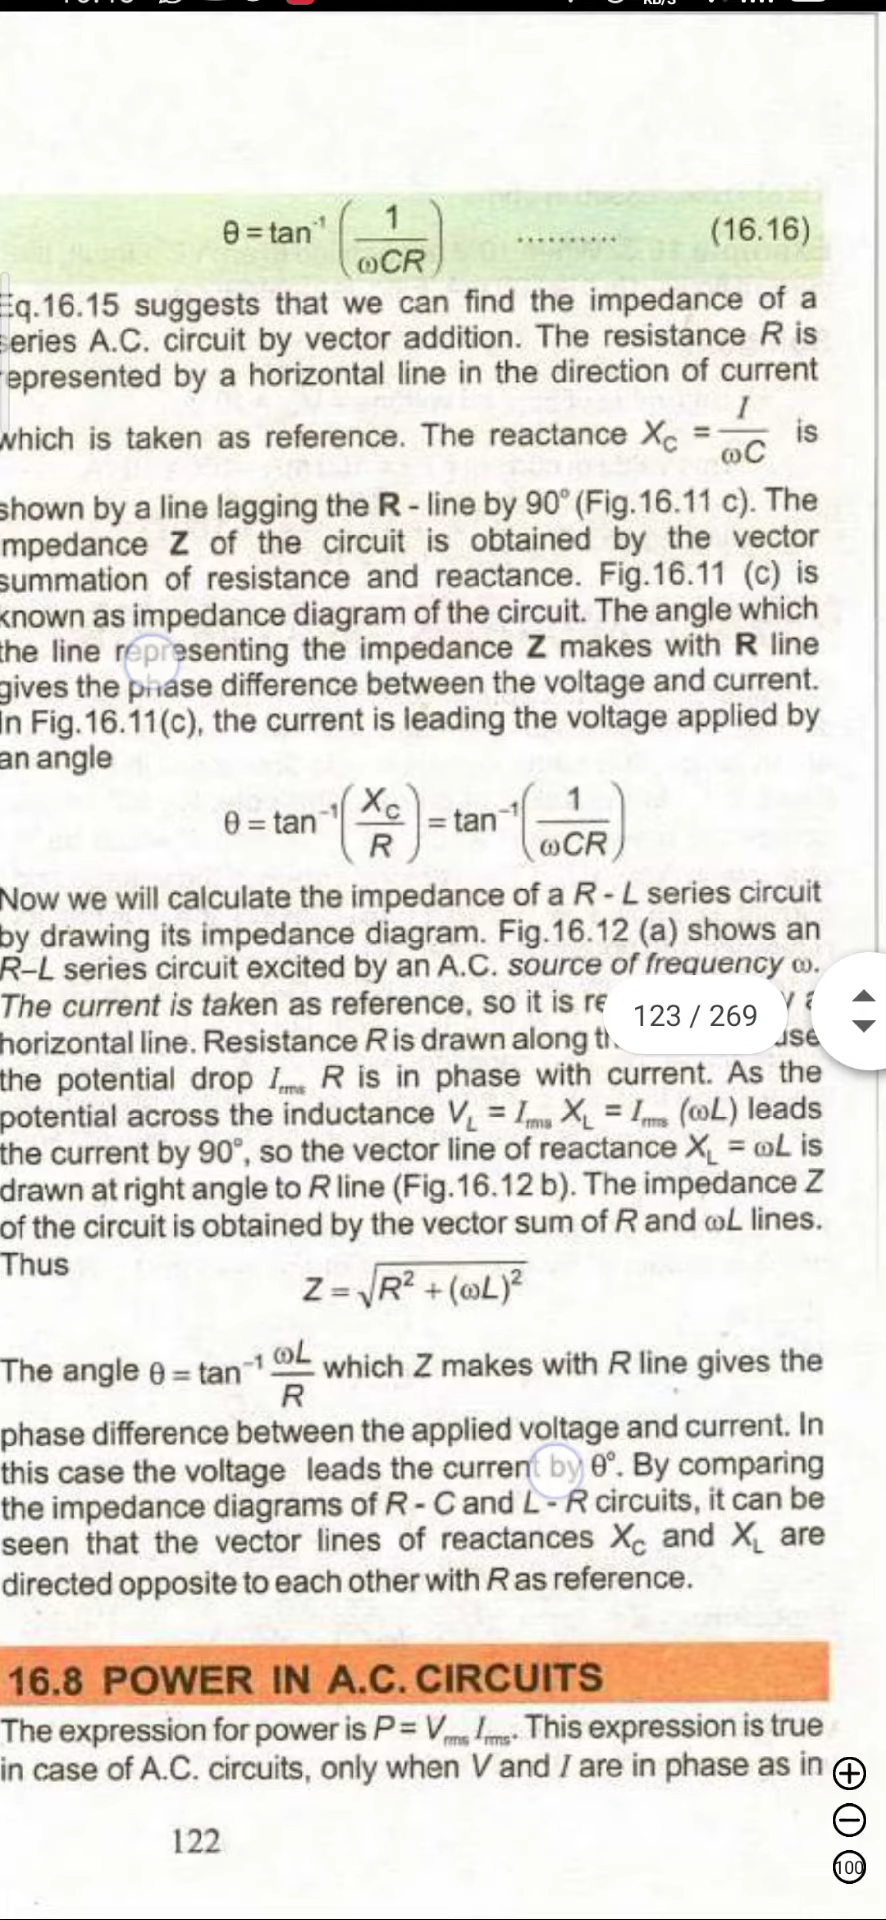 KB/S
θ = tan⁻¹ (1/ωCR) .......... (16.16)
Eq.16.15 suggests that we can find the impedance of a
series A.C. circuit by vector addition. The resistance R is
represented by a horizontal line in the direction of current
which is taken as reference. The reactance X_C = I/ωC is
shown by a line lagging the R - line by 90° (Fig.16.11 c). The
impedance Z of the circuit is obtained by the vector
summation of resistance and reactance. Fig.16.11 (c) is
known as impedance diagram of the circuit. The angle which
the line representing the impedance Z makes with R line
gives the phase difference between the voltage and current.
In Fig.16.11(c), the current is leading the voltage applied by
an angle
θ = tan⁻¹(X_C/R) = tan⁻¹(1/ωCR)
Now we will calculate the impedance of a R - L series circuit
by drawing its impedance diagram. Fig.16.12 (a) shows an
R–L series circuit excited by an A.C. source of frequency ω.
The current is taken as reference, so it is
123 / 269
horizontal line. Resistance R is drawn along
the potential drop I_rms R is in phase with current. As the
potential across the inductance V_L = I_rms X_L = I_rms (ωL) leads
the current by 90°, so the vector line of reactance X_L = ωL is
drawn at right angle to R line (Fig.16.12 b). The impedance Z
of the circuit is obtained by the vector sum of R and ωL lines.
Thus
Z = √(R² + (ωL)²)
The angle θ = tan⁻¹ ωL/R which Z makes with R line gives the
phase difference between the applied voltage and current. In
this case the voltage leads the current by θ°. By comparing
the impedance diagrams of R - C and L - R circuits, it can be
seen that the vector lines of reactances X_C and X_L are
directed opposite to each other with R as reference.
16.8 POWER IN A.C. CIRCUITS
The expression for power is P = V_rms I_rms. This expression is true
in case of A.C. circuits, only when V and I are in phase as in
122
100